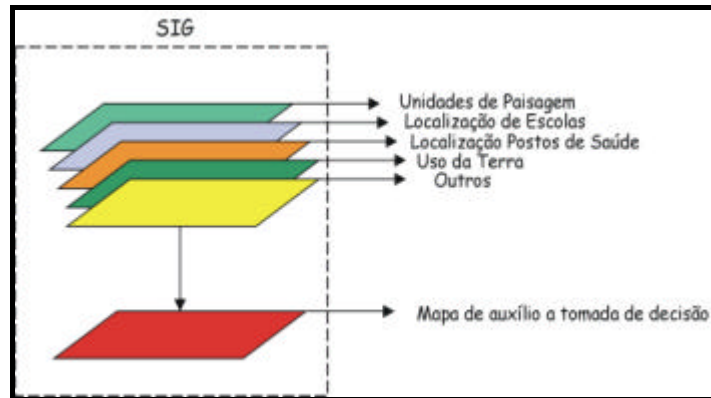 SIG
Unidades de Paisagem
Localização de Escolas
Localização Postos de Saúde
Uso da Terra
Outros
Mapa de auxílio a tomada de decisão